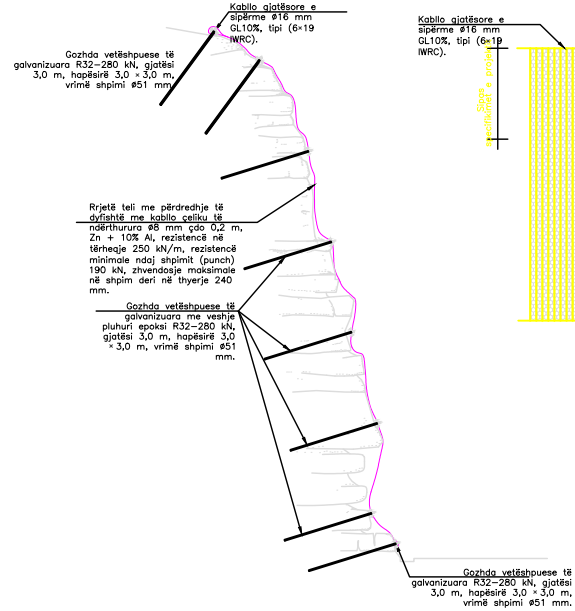 Kabllo gjatësore e
sipërme ø16 mm
GL10%, tipi (6×19
IWRC).
Gozhda vetëshpuese të
galvanizuara R32–280 kN, gjatësi
3,0 m, hapësirë 3,0 × 3,0 m,
vrimë shpimi ø51 mm.
Kabllo gjatësore e
sipërme ø16 mm
GL10%, tipi (6×19
IWRC).
Sipas
Rrjetë teli me përdredhje të
dyfishtë me kabllo çeliku të
ndërthurura ø8 mm çdo 0,2 m,
Zn + 10% Al, rezistencë në
tërheqje 250 kN/m, rezistencë
minimale ndaj shpimit (punch)
190 kN, zhvendosje maksimale
në shpim deri në thyerje 240
mm.
Gozhda vetëshpuese të
galvanizuara me veshje
pluhuri epoksi R32–280 kN,
gjatësi 3,0 m, hapësirë 3,0
× 3,0 m, vrimë shpimi ø51
mm.
Gozhda vetëshpuese të
galvanizuara R32–280 kN, gjatësi
3,0 m, hapësirë 3,0 × 3,0 m,
vrimë shpimi ø51 mm.